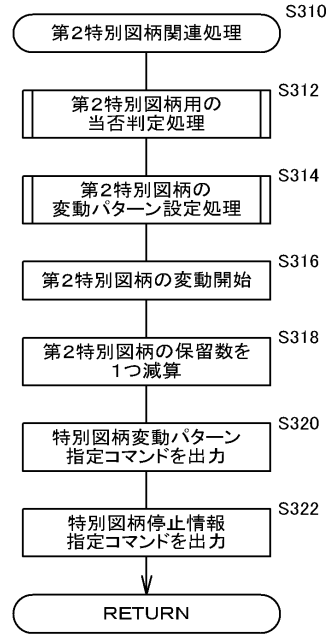 S310
第２特別図柄関連処理
S312
第２特別図柄用の
当否判定処理
S314
第２特別図柄の
変動パターン設定処理
S316
第２特別図柄の変動開始
S318
第２特別図柄の保留数を
１つ減算
S320
特別図柄変動パターン
指定コマンドを出力
S322
特別図柄停止情報
指定コマンドを出力
RETURN